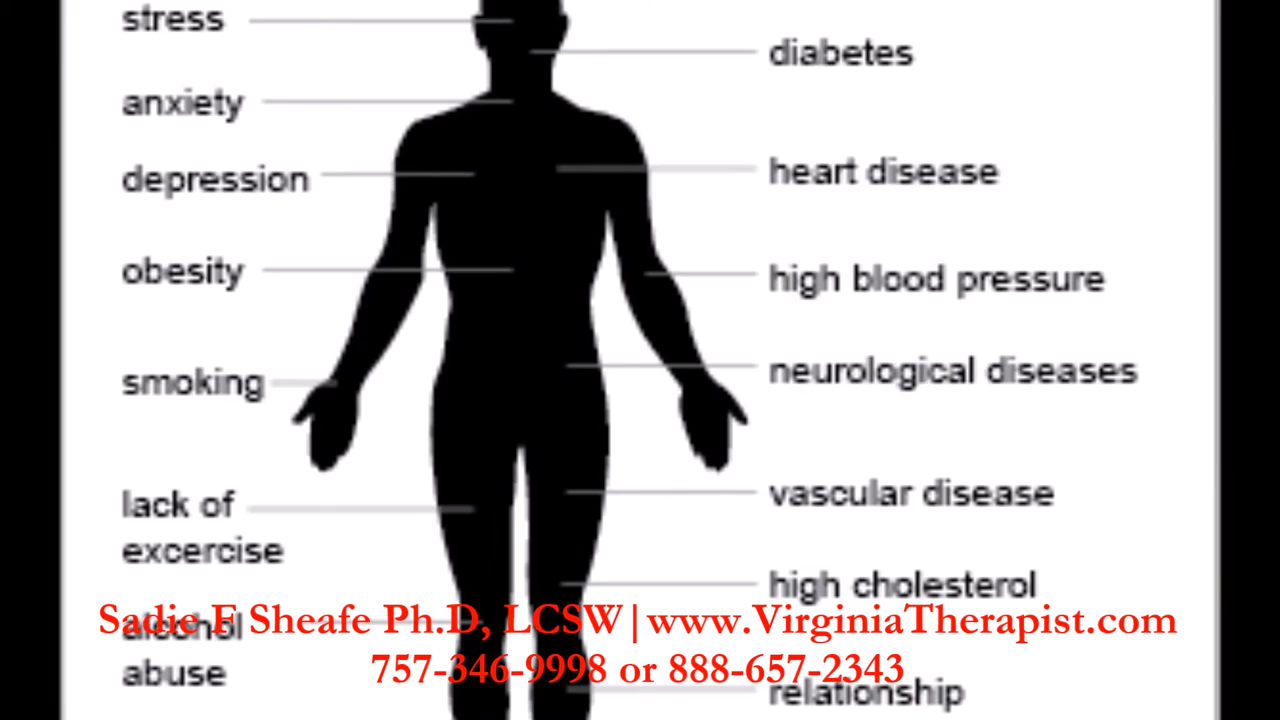 stress
diabetes
anxiety
depression
heart disease
obesity
high blood pressure
smoking
neurological diseases
lack of
excercise
vascular disease
high cholesterol
alcohol
abuse
Sadie F Sheafe Ph.D, LCSW|www.VirginiaTherapist.com
757-346-9998 or 888-657-2343
relationship